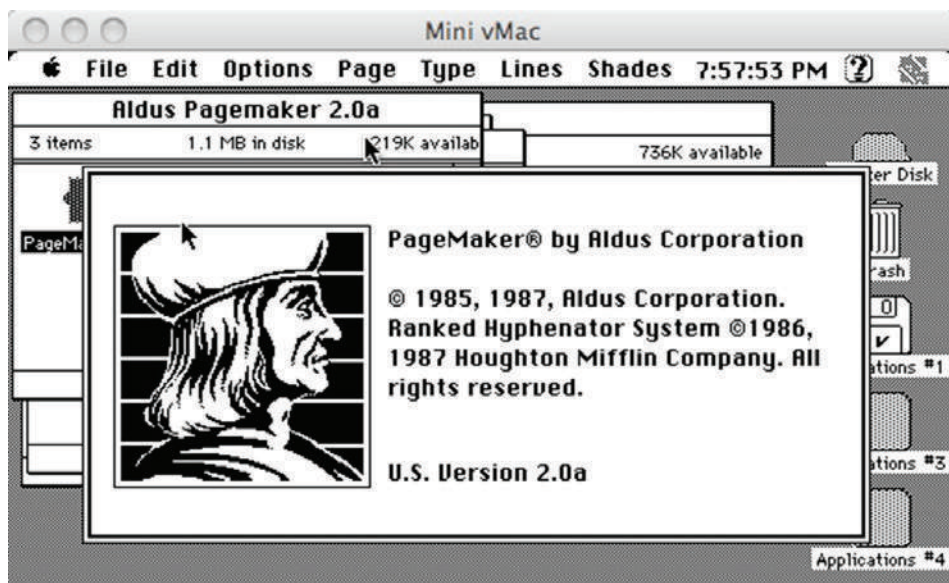 Mini vMac
File Edit Options Page Type Lines Shades 7:57:53 PM
Aldus Pagemaker 2.0a
3 items 1.1 MB in disk 219K availab
736K available
er Disk
PageMa
rash
PageMaker® by Aldus Corporation
© 1985, 1987, Aldus Corporation.
Ranked Hyphenator System ©1986,
1987 Houghton Mifflin Company. All
rights reserved.
U.S. Version 2.0a
ations #1
ations #3
Applications #4